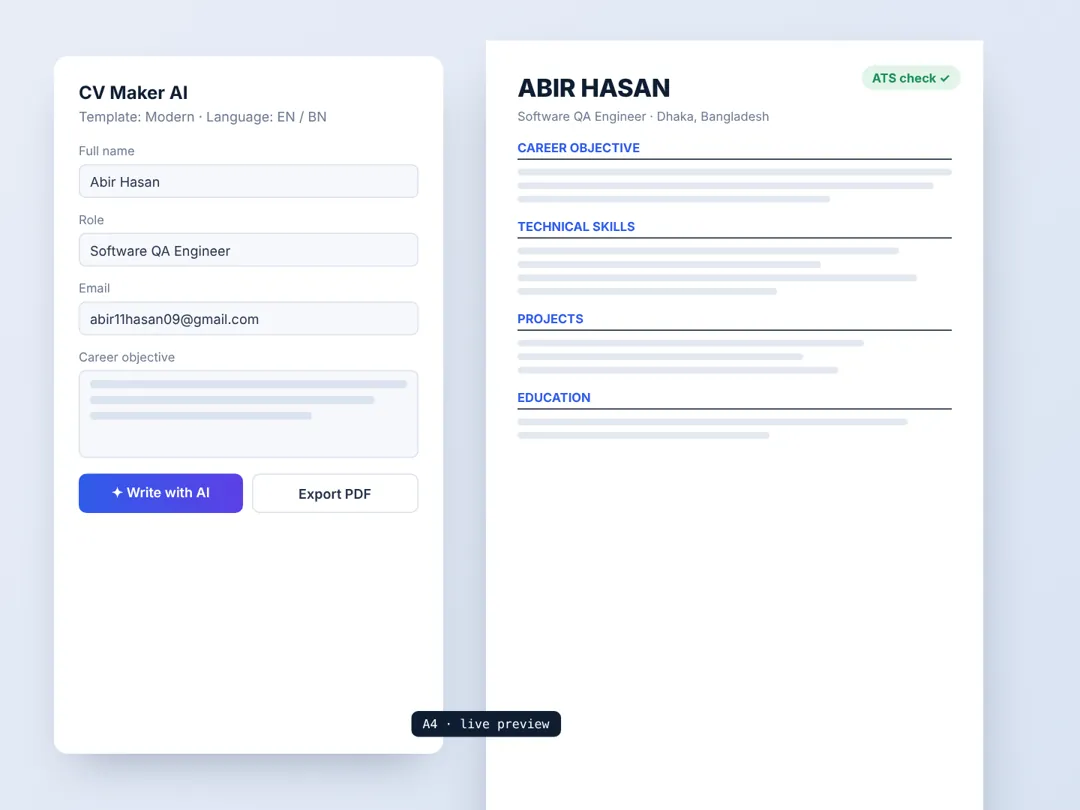 CV Maker AI
Template: Modern · Language: EN / BN
Full name
Abir Hasan
Role
Software QA Engineer
Email
abir11hasan09@gmail.com
Career objective
✦ Write with AI
Export PDF
ABIR HASAN
ATS check ✓
Software QA Engineer · Dhaka, Bangladesh
CAREER OBJECTIVE
TECHNICAL SKILLS
PROJECTS
EDUCATION
A4 · live preview